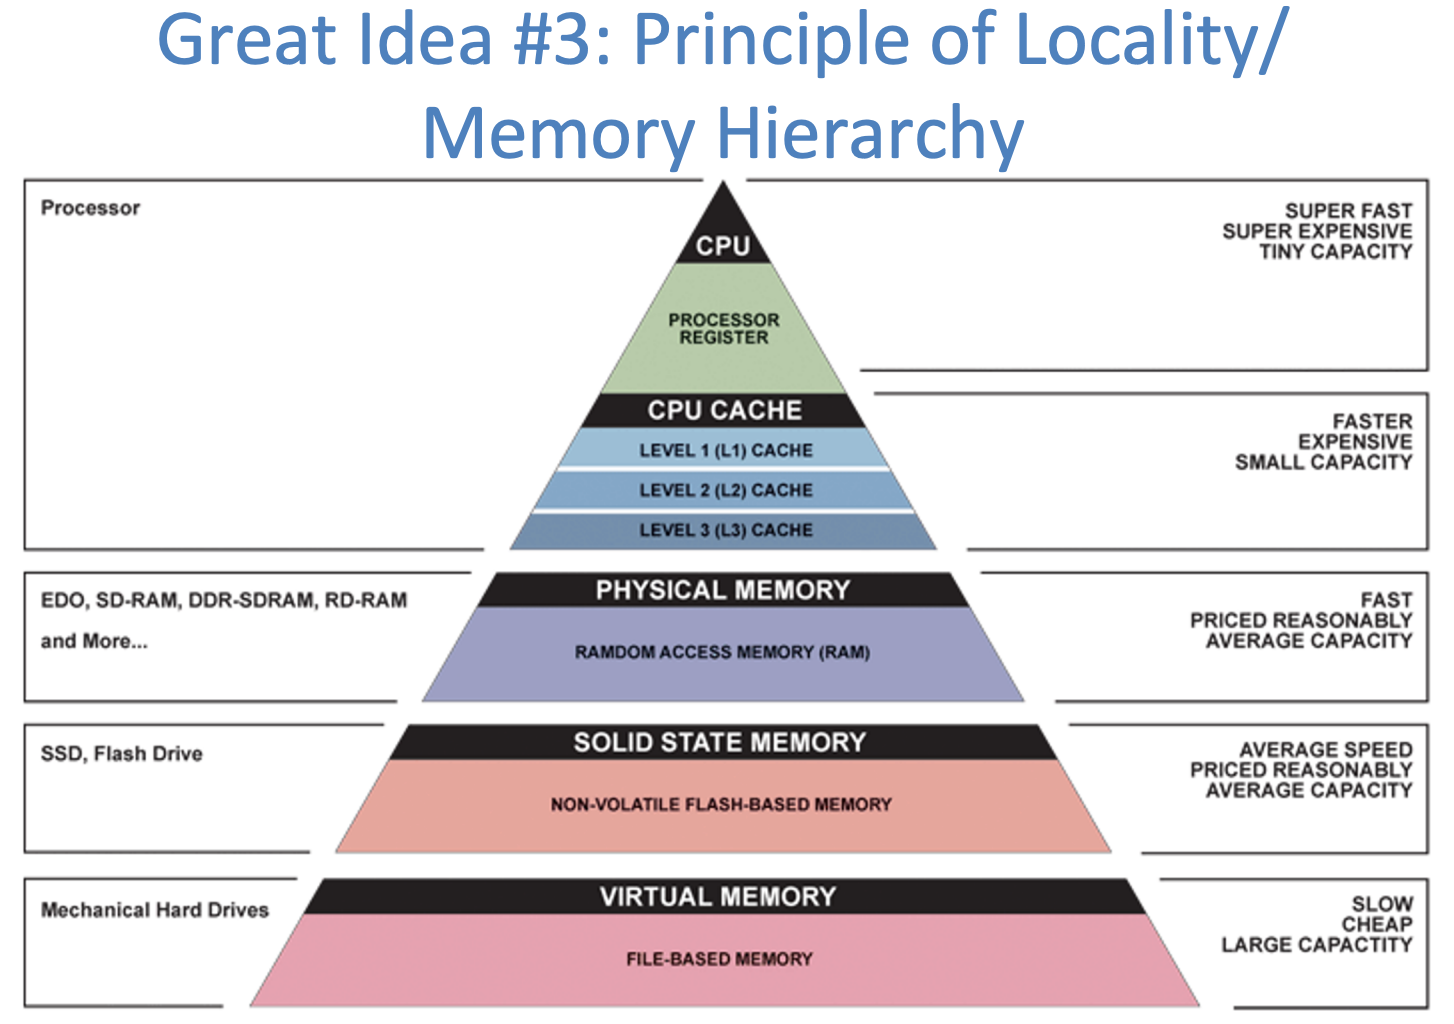 Great Idea #3: Principle of Locality/
Memory Hierarchy
Processor
CPU
SUPER FAST
SUPER EXPENSIVE
TINY CAPACITY
PROCESSOR
REGISTER
CPU CACHE
LEVEL 1 (L1) CACHE
LEVEL 2 (L2) CACHE
LEVEL 3 (L3) CACHE
FASTER
EXPENSIVE
SMALL CAPACITY
EDO, SD-RAM, DDR-SDRAM, RD-RAM
and More...
PHYSICAL MEMORY
RAMDOM ACCESS MEMORY (RAM)
FAST
PRICED REASONABLY
AVERAGE CAPACITY
SSD, Flash Drive
SOLID STATE MEMORY
NON-VOLATILE FLASH-BASED MEMORY
AVERAGE SPEED
PRICED REASONABLY
AVERAGE CAPACITY
Mechanical Hard Drives
VIRTUAL MEMORY
FILE-BASED MEMORY
SLOW
CHEAP
LARGE CAPACTITY